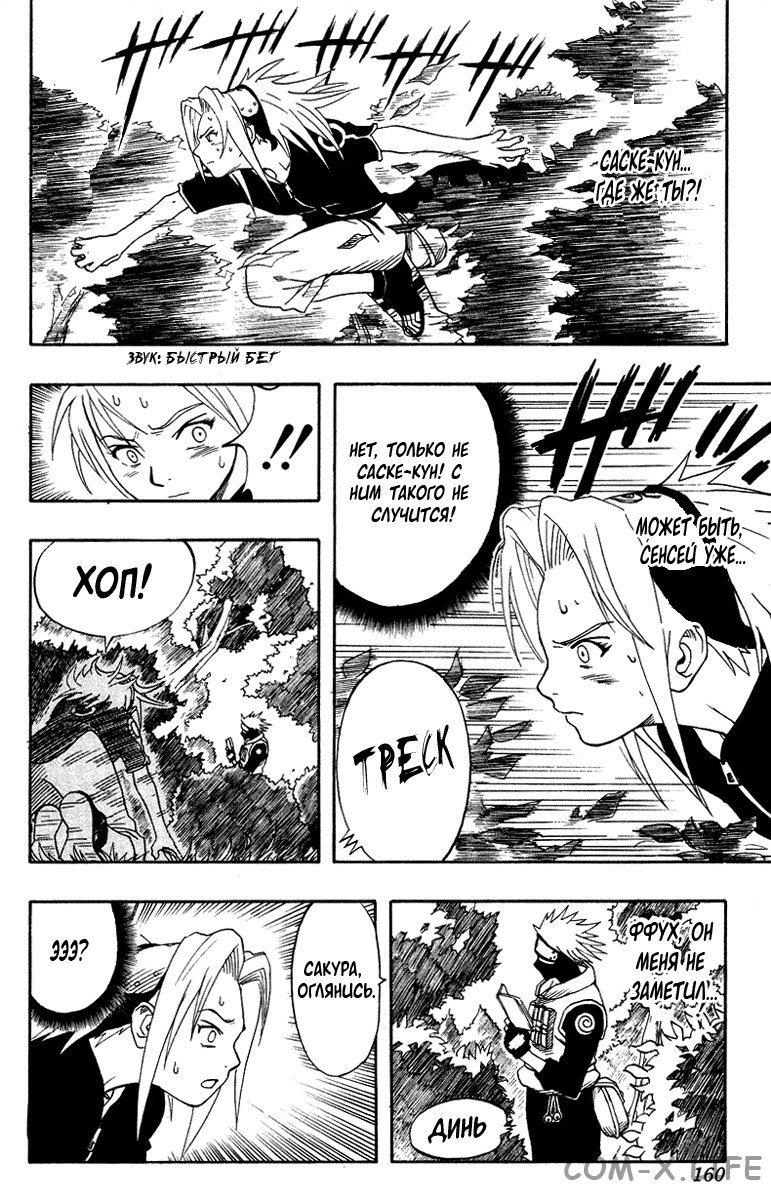 САСКЕ-КУН...
ГДЕ ЖЕ ТЫ?!
ЗВУК: БЫСТРЫЙ БЕГ
МОЖЕТ БЫТЬ,
СЕНСЕЙ УЖЕ...
НЕТ, ТОЛЬКО НЕ
САСКЕ-КУН! С
НИМ ТАКОГО НЕ
СЛУЧИТСЯ!
ТРЕСК
!!
ХОП!
ФФУХ, ОН
МЕНЯ НЕ
ЗАМЕТИЛ...
ДИНЬ
САКУРА,
ОГЛЯНИСЬ.
ЭЭЭ?
160
COM-X.LIFE